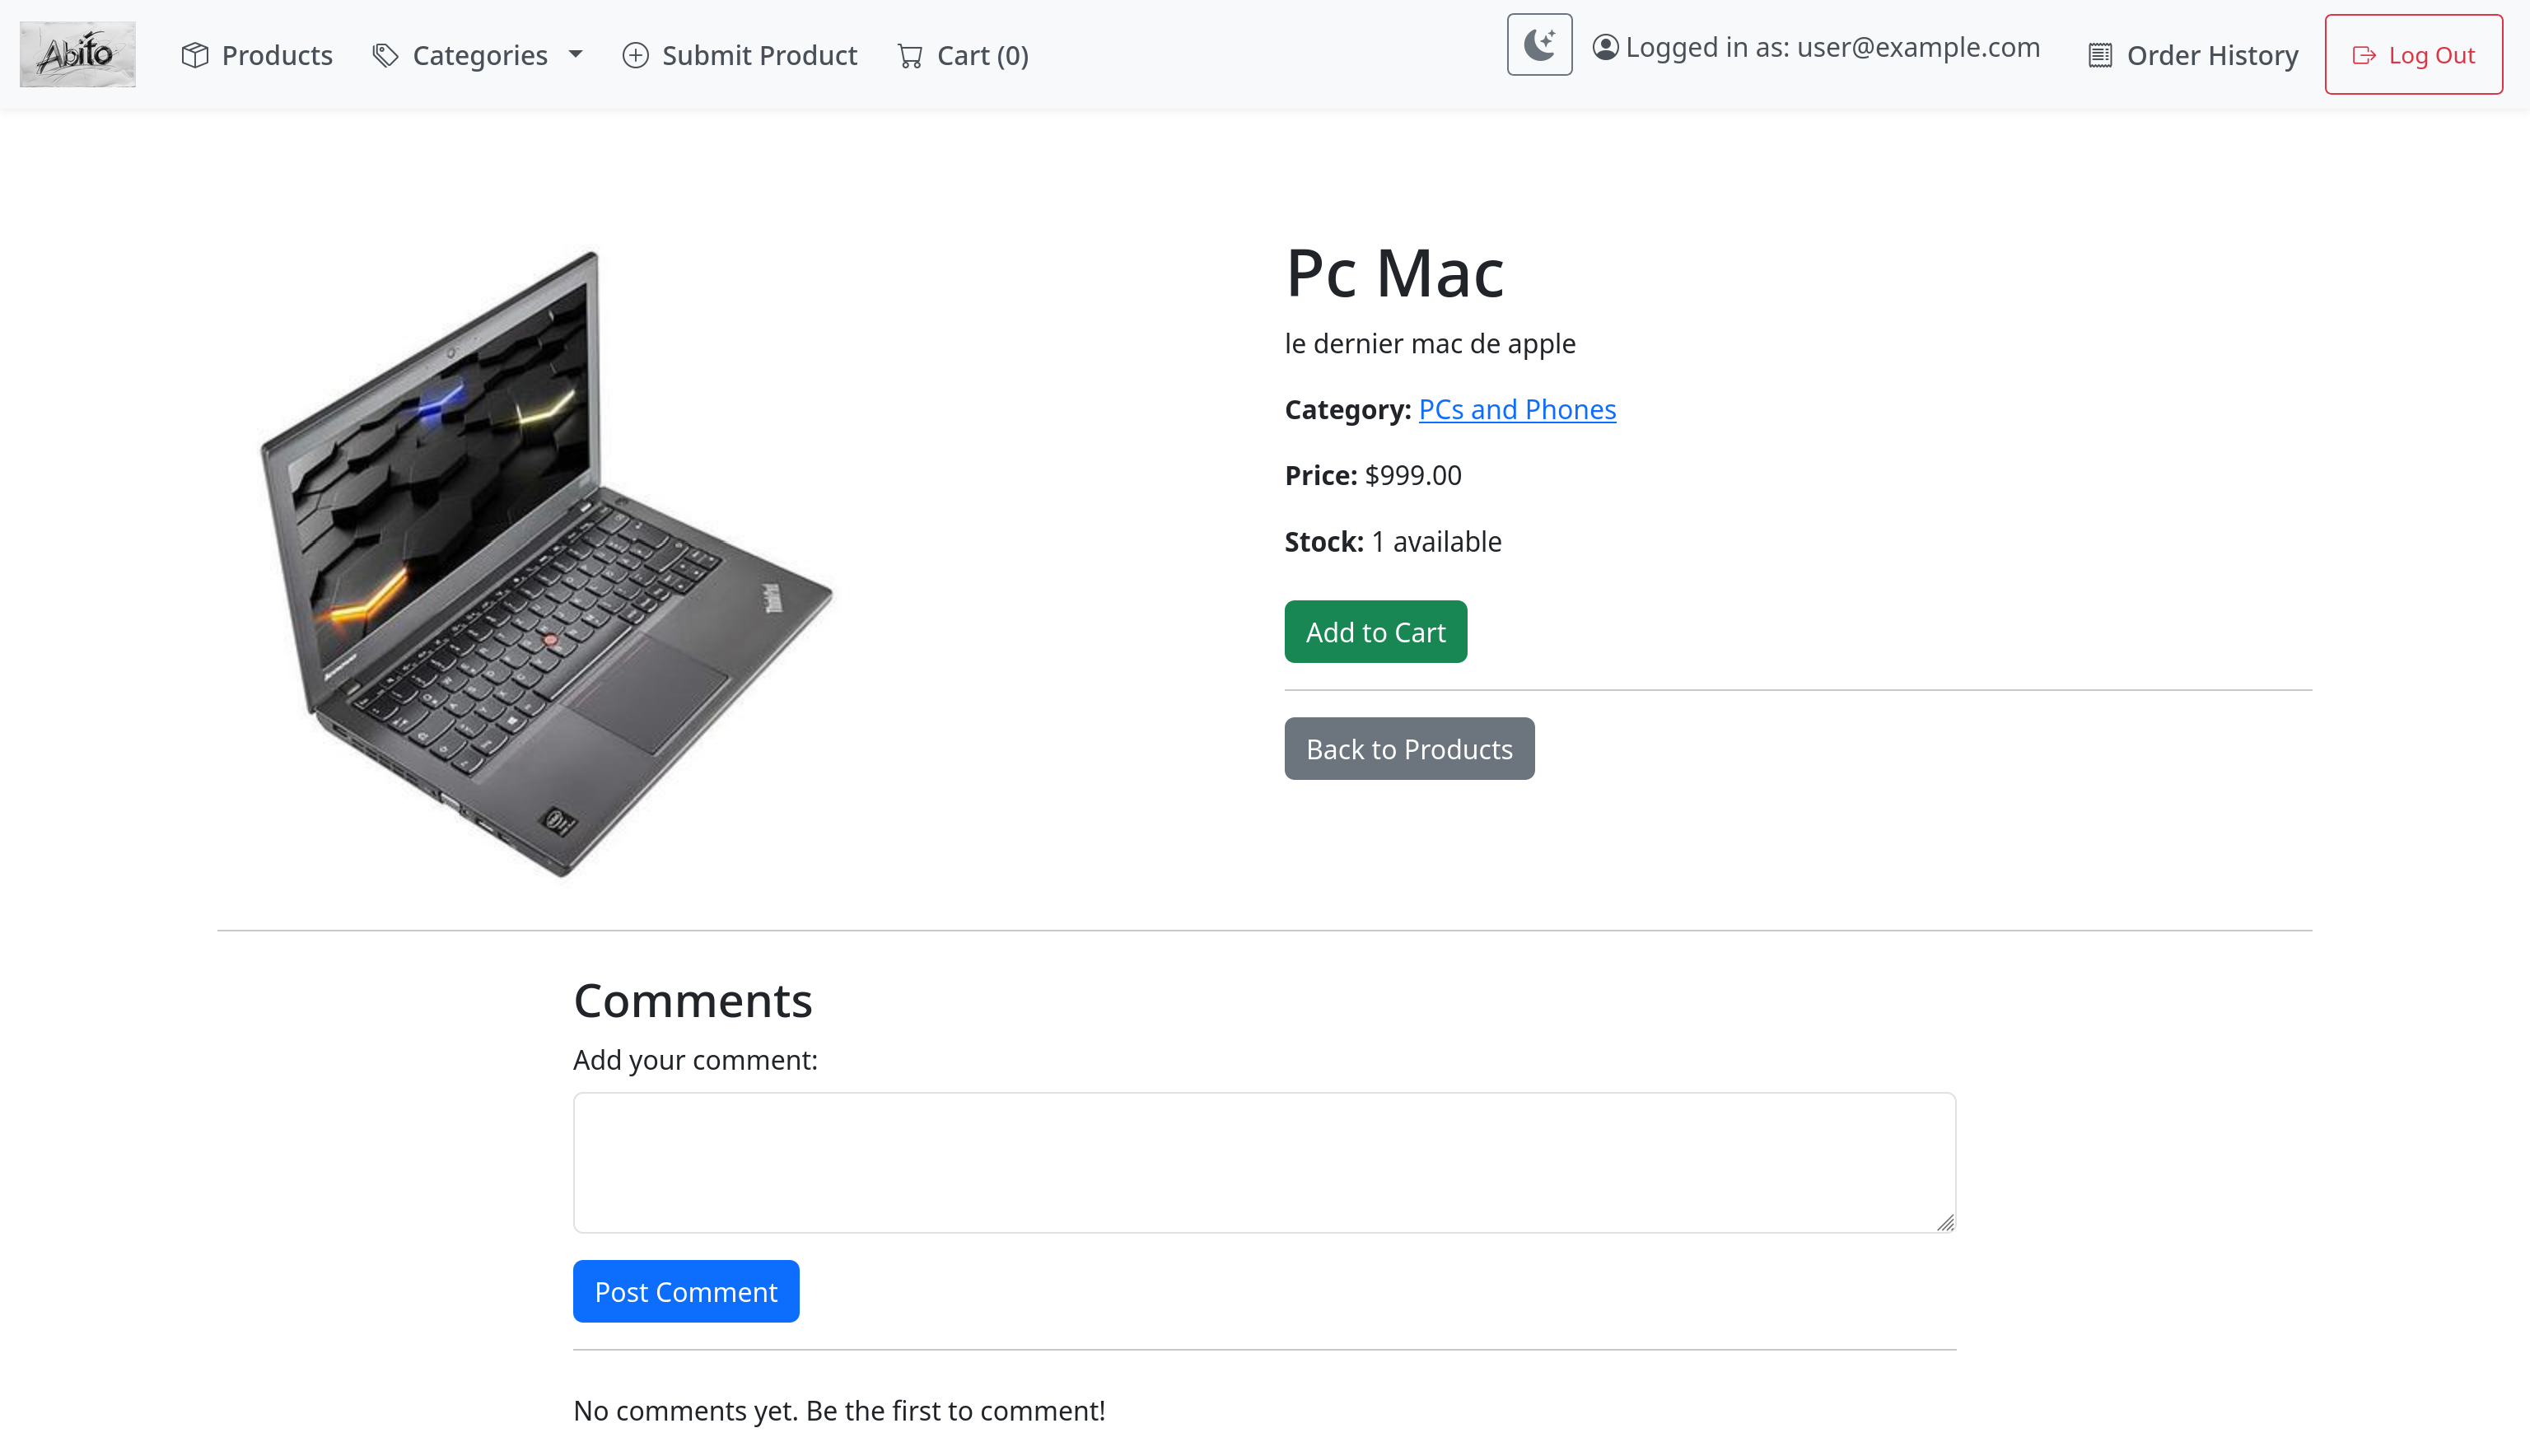 Abito
Products
Categories
Submit Product
Cart (0)
Logged in as: user@example.com
Order History
Log Out
Pc Mac
le dernier mac de apple
Category: PCs and Phones
Price: $999.00
Stock: 1 available
Add to Cart
Back to Products
ThinkPad
Comments
Add your comment:
Post Comment
No comments yet. Be the first to comment!